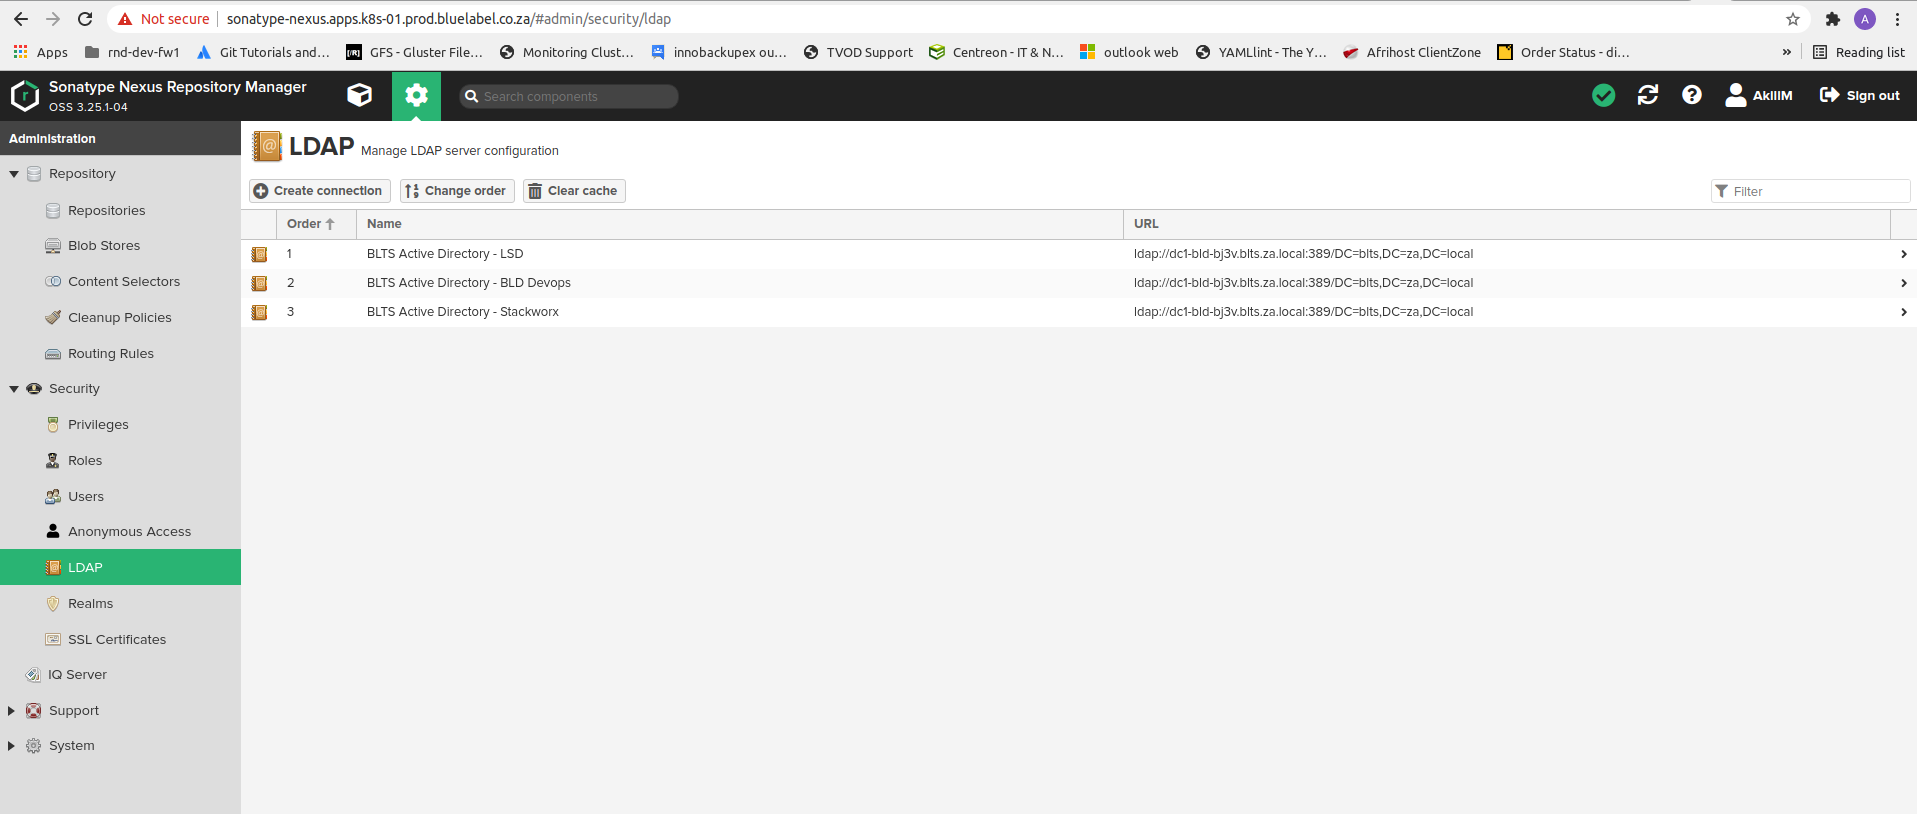 Not secure sonatype-nexus.apps.k8s-01.prod.bluelabel.co.za/#admin/security/ldap A
Apps rnd-dev-fw1 Git Tutorials and... GFS - Gluster File... Monitoring Clust... innobackupex ou... TVOD Support Centreon - IT & N... outlook web YAMLlint - The Y... Afrihost ClientZone Order Status - di... » Reading list
Sonatype Nexus Repository Manager
OSS 3.25.1-04
Search components
AkillM Sign out
Administration
Repository
Repositories
Blob Stores
Content Selectors
Cleanup Policies
Routing Rules
Security
Privileges
Roles
Users
Anonymous Access
LDAP
Realms
SSL Certificates
IQ Server
Support
System
LDAP Manage LDAP server configuration
Create connection Change order Clear cache Filter
Order Name URL
1 BLTS Active Directory - LSD ldap://dc1-bld-bj3v.blts.za.local:389/DC=blts,DC=za,DC=local
2 BLTS Active Directory - BLD Devops ldap://dc1-bld-bj3v.blts.za.local:389/DC=blts,DC=za,DC=local
3 BLTS Active Directory - Stackworx ldap://dc1-bld-bj3v.blts.za.local:389/DC=blts,DC=za,DC=local